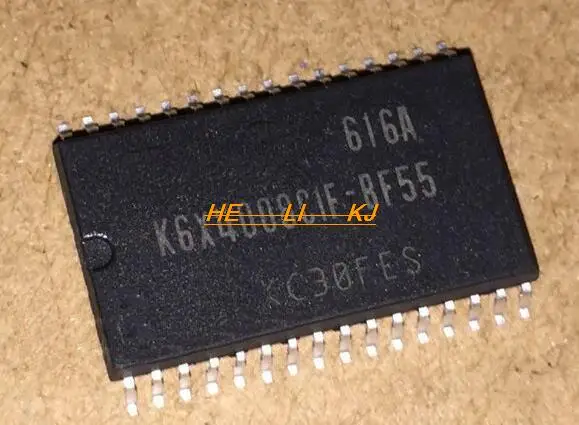 616A
K6X4008C1F-BF55
HE LI KJ
KC30FES